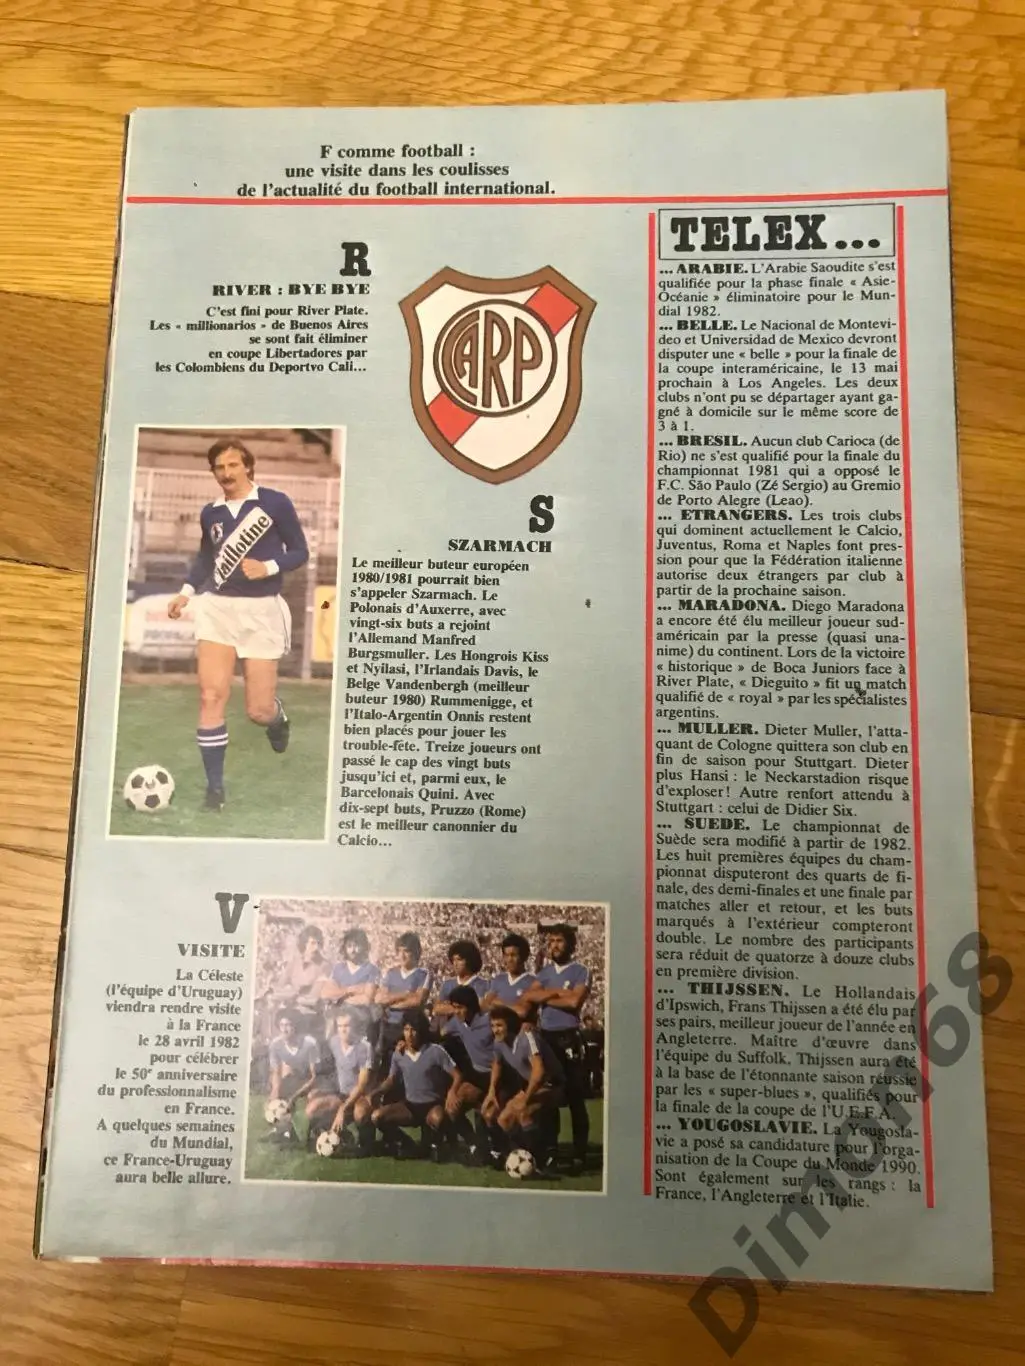 F comme football :
une visite dans les coulisses
de l'actualité du football international.
R
RIVER : BYE BYE
C'est fini pour River Plate.
Les « millionarios » de Buenos Aires
se sont fait éliminer
en coupe Libertadores par
les Colombiens du Deportvo Cali...
CARP
Jaillotine
S
SZARMACH
Le meilleur buteur européen
1980/1981 pourrait bien
s'appeler Szarmach. Le
Polonais d'Auxerre, avec
vingt-six buts a rejoint
l'Allemand Manfred
Burgsmuller. Les Hongrois Kiss
et Nyilasi, l'Irlandais Davis, le
Belge Vandenbergh (meilleur
buteur 1980) Rummenigge, et
l'Italo-Argentin Onnis restent
bien placés pour jouer les
trouble-fête. Treize joueurs ont
passé le cap des vingt buts
jusqu'ici et, parmi eux, le
Barcelonais Quini. Avec
dix-sept buts, Pruzzo (Rome)
est le meilleur canonnier du
Calcio...
V
VISITE
La Céleste
(l'équipe d'Uruguay)
viendra rendre visite
à la France
le 28 avril 1982
pour célébrer
le 50e anniversaire
du professionnalisme
en France.
A quelques semaines
du Mundial,
ce France-Uruguay
aura belle allure.
TELEX...
... ARABIE. L'Arabie Saoudite s'est
qualifiée pour la phase finale « Asie-
Océanie » éliminatoire pour le Mun-
dial 1982.
... BELLE. Le Nacional de Montevi-
deo et Universidad de Mexico devront
disputer une « belle » pour la finale de
la coupe interaméricaine, le 13 mai
prochain à Los Angeles. Les deux
clubs n'ont pu se départager ayant ga-
gné à domicile sur le même score de
3 à 1.
... BRESIL. Aucun club Carioca (de
Rio) ne s'est qualifié pour la finale du
championnat 1981 qui a opposé le
F.C. São Paulo (Zé Sergio) au Gremio
de Porto Alegre (Leao).
... ETRANGERS. Les trois clubs
qui dominent actuellement le Calcio,
Juventus, Roma et Naples font pres-
sion pour que la Fédération italienne
autorise deux étrangers par club à
partir de la prochaine saison.
... MARADONA. Diego Maradona
a encore été élu meilleur joueur sud-
américain par la presse (quasi una-
nime) du continent. Lors de la victoire
« historique » de Boca Juniors face à
River Plate, « Dieguito » fit un match
qualifié de « royal » par les spécialistes
argentins.
... MULLER. Dieter Muller, l'atta-
quant de Cologne quittera son club en
fin de saison pour Stuttgart. Dieter
plus Hansi : le Neckarstadion risque
d'exploser! Autre renfort attendu à
Stuttgart : celui de Didier Six.
... SUEDE. Le championnat de
Suède sera modifié à partir de 1982.
Les huit premières équipes du cham-
pionnat disputeront des quarts de fi-
nale, des demi-finales et une finale par
matches aller et retour, et les buts
marqués à l'extérieur compteront
double. Le nombre des participants
sera réduit de quatorze à douze clubs
en première division.
... THIJSSEN. Le Hollandais
d'Ipswich, Frans Thijssen a été élu par
ses pairs, meilleur joueur de l'année en
Angleterre. Maître d'œuvre dans
l'équipe du Suffolk, Thijssen aura été
à la base de l'étonnante saison réussie
par les « super-blues », qualifiés pour
la finale de la coupe de l'U.E.F.A.
... YOUGOSLAVIE. La Yougosla-
vie a posé sa candidature pour l'orga-
nisation de la Coupe du Monde 1990.
Sont également sur les rangs : la
France, l'Angleterre et l'Italie.
Dimon68